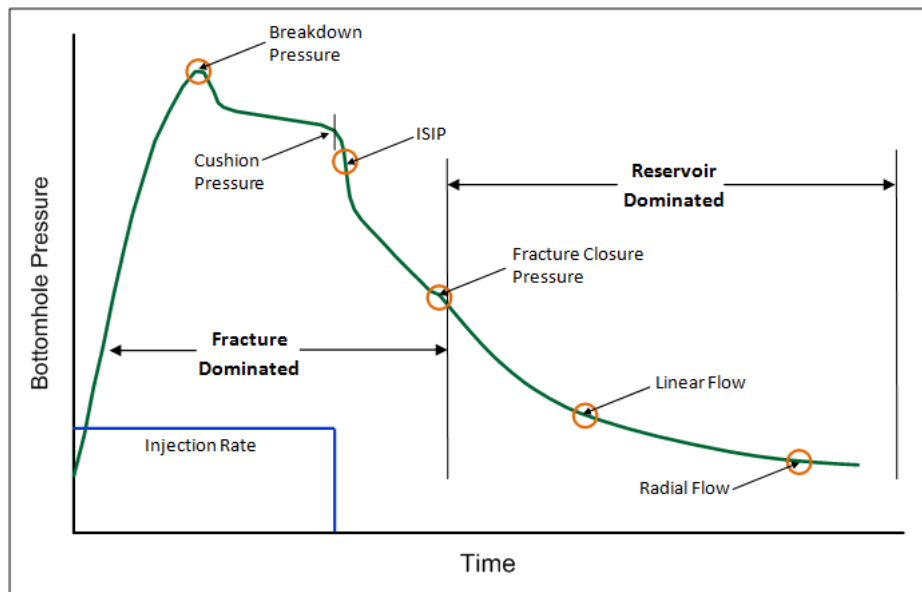 Breakdown
Pressure
ISIP
Cushion
Pressure
Reservoir
Dominated
Fracture Closure
Pressure
Fracture
Dominated
Linear Flow
Injection Rate
Radial Flow
Bottomhole Pressure
Time